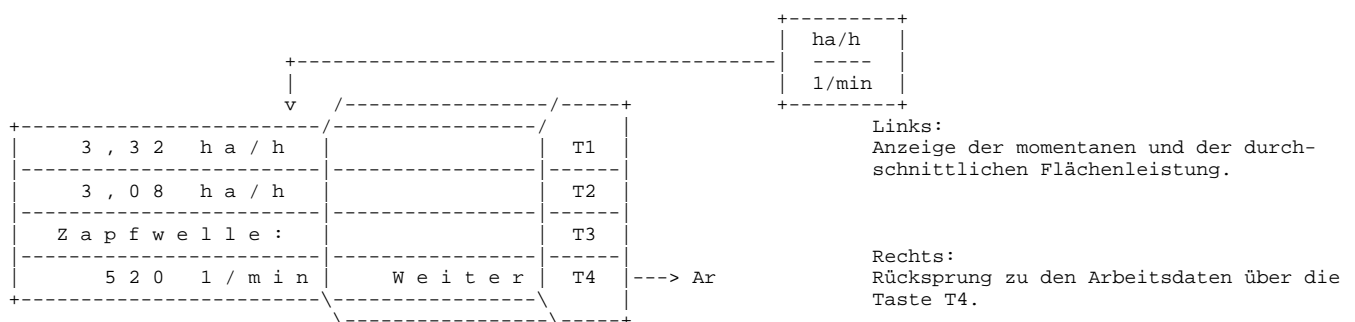 ha/h
-----
1/min
Links:
3,32 ha/h T1 Anzeige der momentanen und der durch-
schnittlichen Flächenleistung.
3,08 ha/h T2
Zapfwelle: T3
Rechts:
520 1/min Weiter T4 ---> Ar Rücksprung zu den Arbeitsdaten über die
Taste T4.